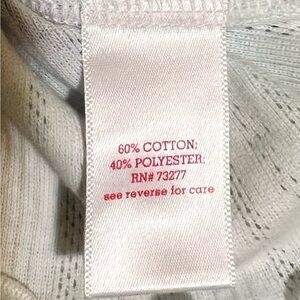 60% COTTON;
40% POLYESTER;
RN# 73277
see reverse for care